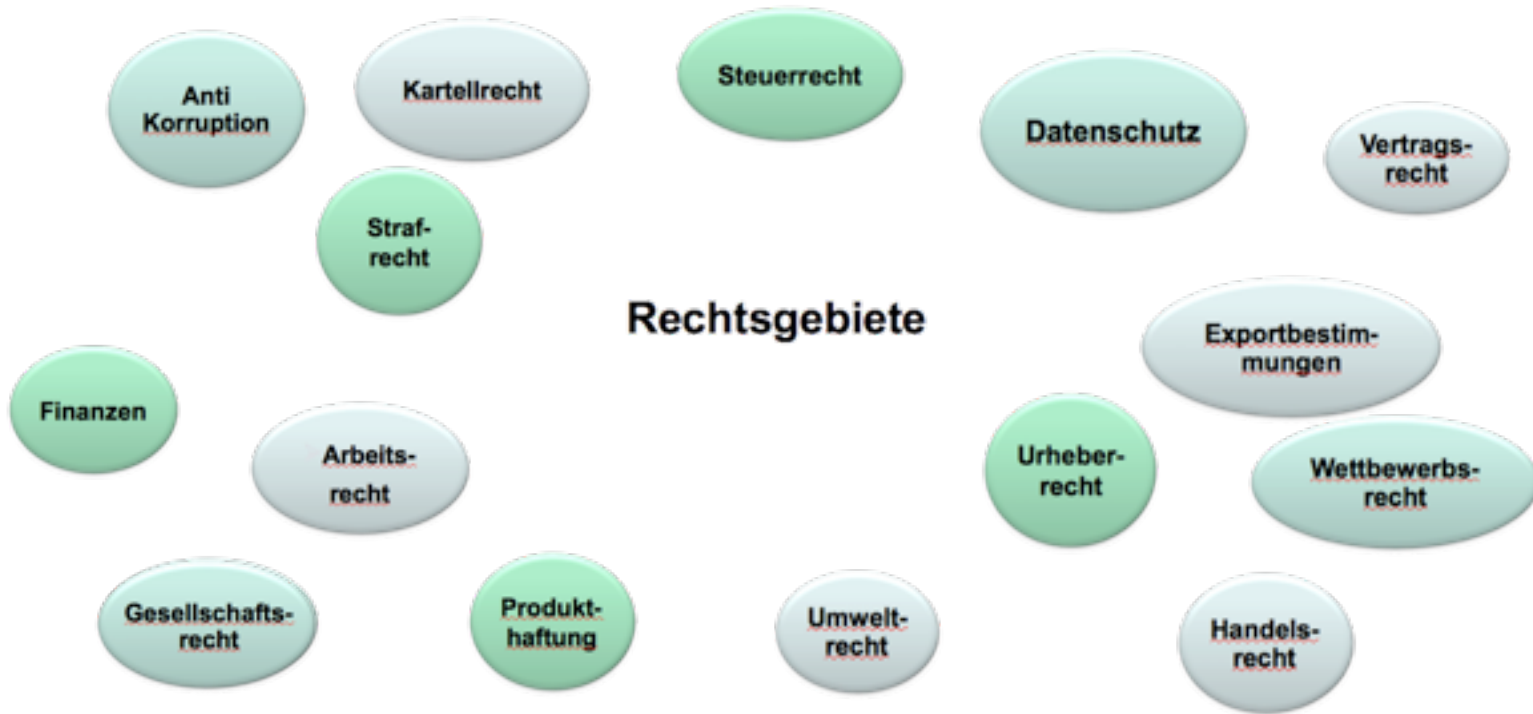 Anti
Korruption
Kartellrecht
Steuerrecht
Datenschutz
Vertrags-
recht
Straf-
recht
Rechtsgebiete
Exportbestim-
mungen
Finanzen
Arbeits-
recht
Urheber-
recht
Wettbewerbs-
recht
Gesellschafts-
recht
Produkt-
haftung
Umwelt-
recht
Handels-
recht